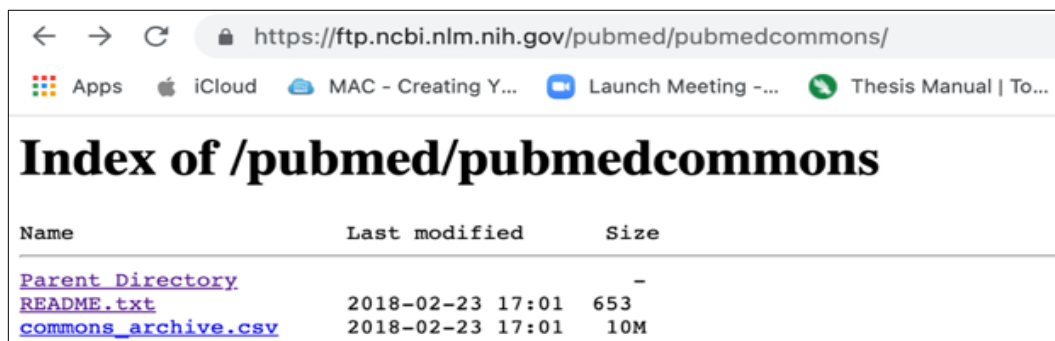 https://ftp.ncbi.nlm.nih.gov/pubmed/pubmedcommons/
Apps iCloud MAC - Creating Y... Launch Meeting -... Thesis Manual | To...
Index of /pubmed/pubmedcommons
Name Last modified Size
Parent Directory -
README.txt 2018-02-23 17:01 653
commons_archive.csv 2018-02-23 17:01 10M